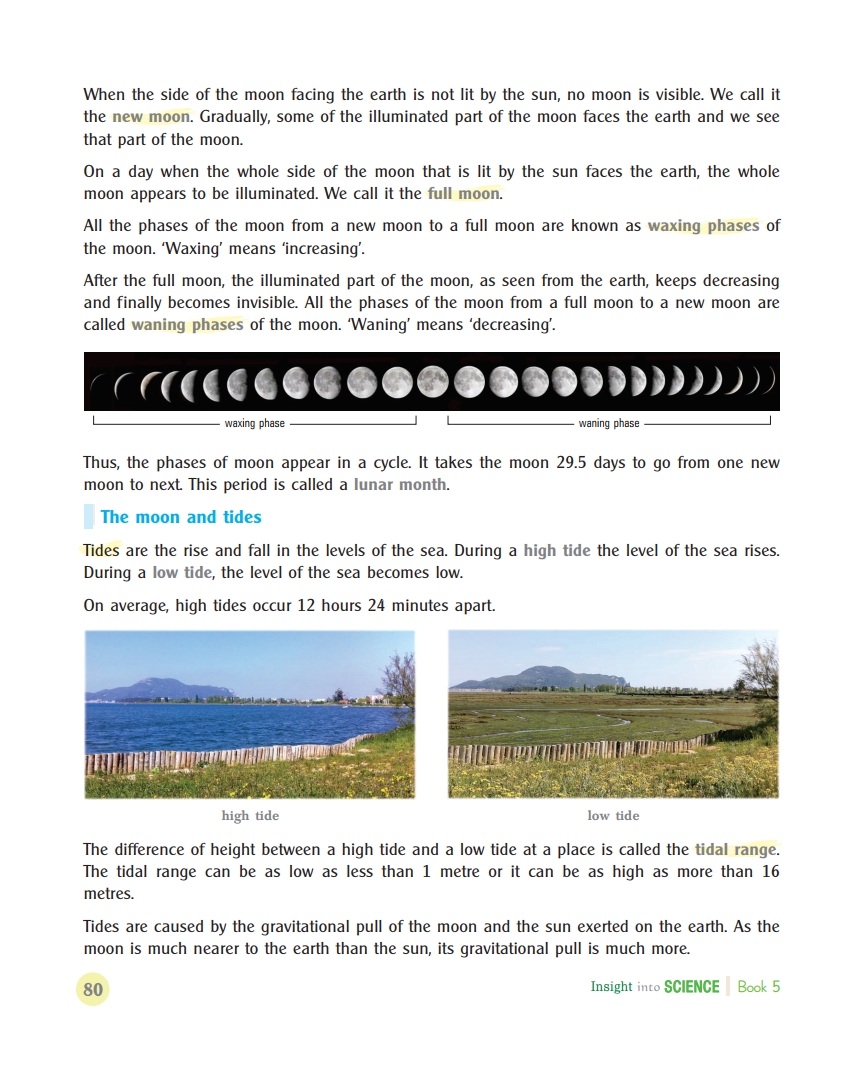 When the side of the moon facing the earth is not lit by the sun, no moon is visible. We call it
the new moon. Gradually, some of the illuminated part of the moon faces the earth and we see
that part of the moon.
On a day when the whole side of the moon that is lit by the sun faces the earth, the whole
moon appears to be illuminated. We call it the full moon.
All the phases of the moon from a new moon to a full moon are known as waxing phases of
the moon. ‘Waxing’ means ‘increasing’.
After the full moon, the illuminated part of the moon, as seen from the earth, keeps decreasing
and finally becomes invisible. All the phases of the moon from a full moon to a new moon are
called waning phases of the moon. ‘Waning’ means ‘decreasing’.
waxing phase
waning phase
Thus, the phases of moon appear in a cycle. It takes the moon 29.5 days to go from one new
moon to next. This period is called a lunar month.
The moon and tides
Tides are the rise and fall in the levels of the sea. During a high tide the level of the sea rises.
During a low tide, the level of the sea becomes low.
On average, high tides occur 12 hours 24 minutes apart.
high tide
low tide
The difference of height between a high tide and a low tide at a place is called the tidal range.
The tidal range can be as low as less than 1 metre or it can be as high as more than 16
metres.
Tides are caused by the gravitational pull of the moon and the sun exerted on the earth. As the
moon is much nearer to the earth than the sun, its gravitational pull is much more.
80
Insight into SCIENCE Book 5